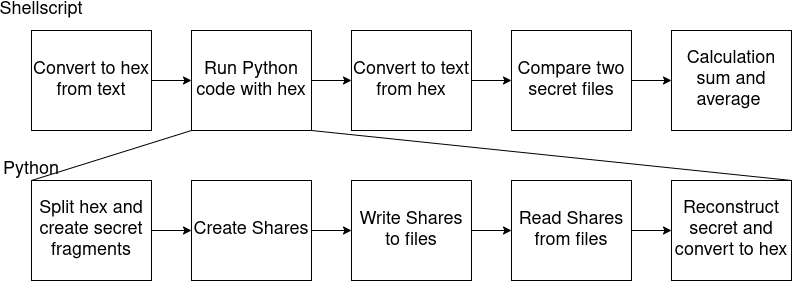 Shellscript
Convert to hex
from text
Run Python
code with hex
Convert to text
from hex
Compare two
secret files
Calculation
sum and
average
Python
Split hex and
create secret
fragments
Create Shares
Write Shares
to files
Read Shares
from files
Reconstruct
secret and
convert to hex